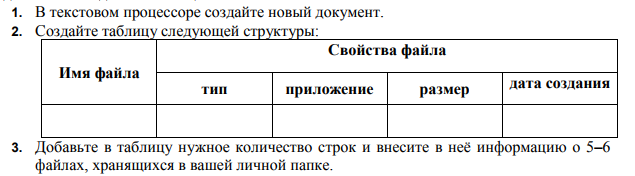 1. В текстовом процессоре создайте новый документ.
2. Создайте таблицу следующей структуры:
Имя файла
Свойства файла
тип приложение размер дата создания
3. Добавьте в таблицу нужное количество строк и внесите в неё информацию о 5–6
файлах, хранящихся в вашей личной папке.